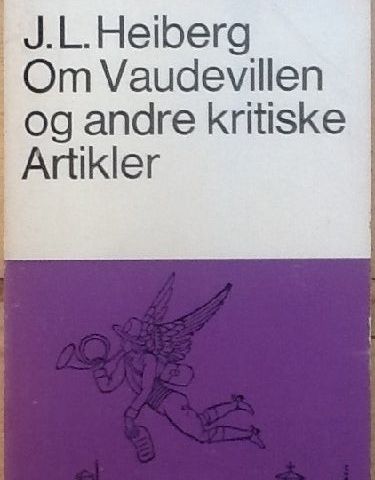 J.L.Heiberg
Om Vaudevillen
og andre kritiske
Artikler